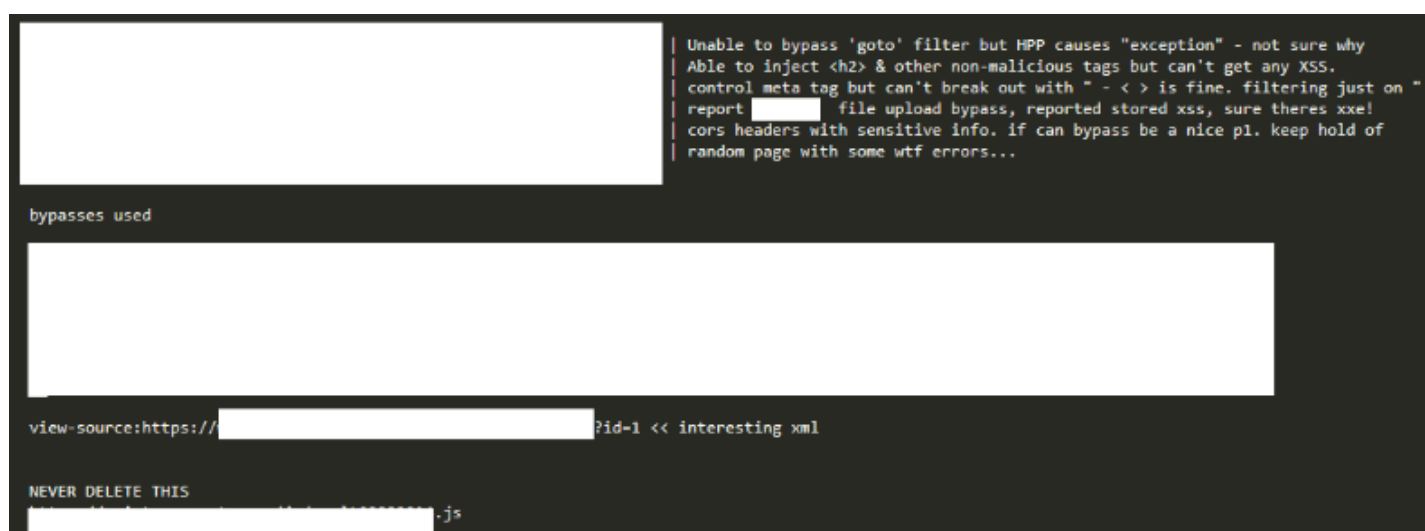 | Unable to bypass 'goto' filter but HPP causes "exception" - not sure why
| Able to inject <h2> & other non-malicious tags but can't get any XSS.
| control meta tag but can't break out with " - < > is fine. filtering just on "
| report file upload bypass, reported stored xss, sure theres xxe!
| cors headers with sensitive info. if can bypass be a nice p1. keep hold of
| random page with some wtf errors...
bypasses used
view-source:https:// ?id=1 << interesting xml
NEVER DELETE THIS
.js